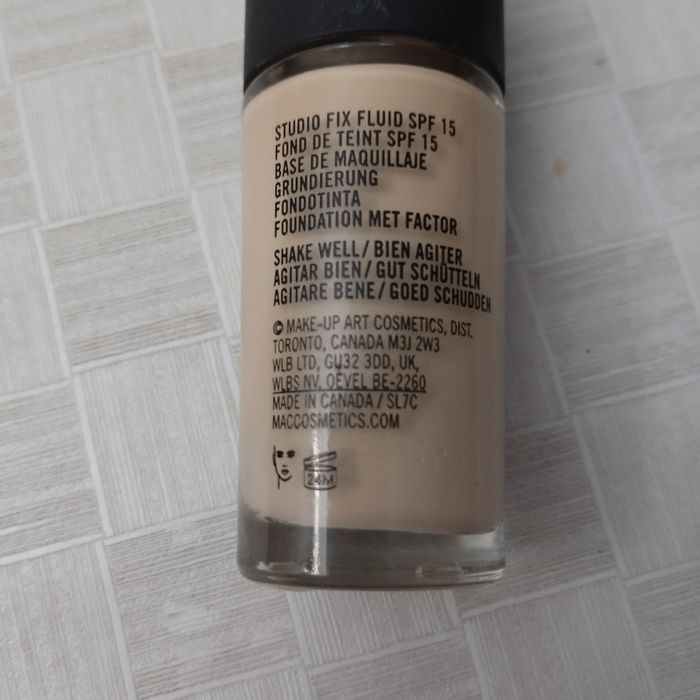 STUDIO FIX FLUID SPF 15
FOND DE TEINT SPF 15
BASE DE MAQUILLAJE
GRUNDIERUNG
FONDOTINTA
FOUNDATION MET FACTOR
SHAKE WELL / BIEN AGITER
AGITAR BIEN / GUT SCHÜTTELN
AGITARE BENE / GOED SCHUDDEN
© MAKE-UP ART COSMETICS, DIST.
TORONTO, CANADA M3J 2W3
WLB LTD, GU32 3DD, UK,
WLBS NV, OEVEL BE-2260
MADE IN CANADA / SL7C
MACCOSMETICS.COM
24M